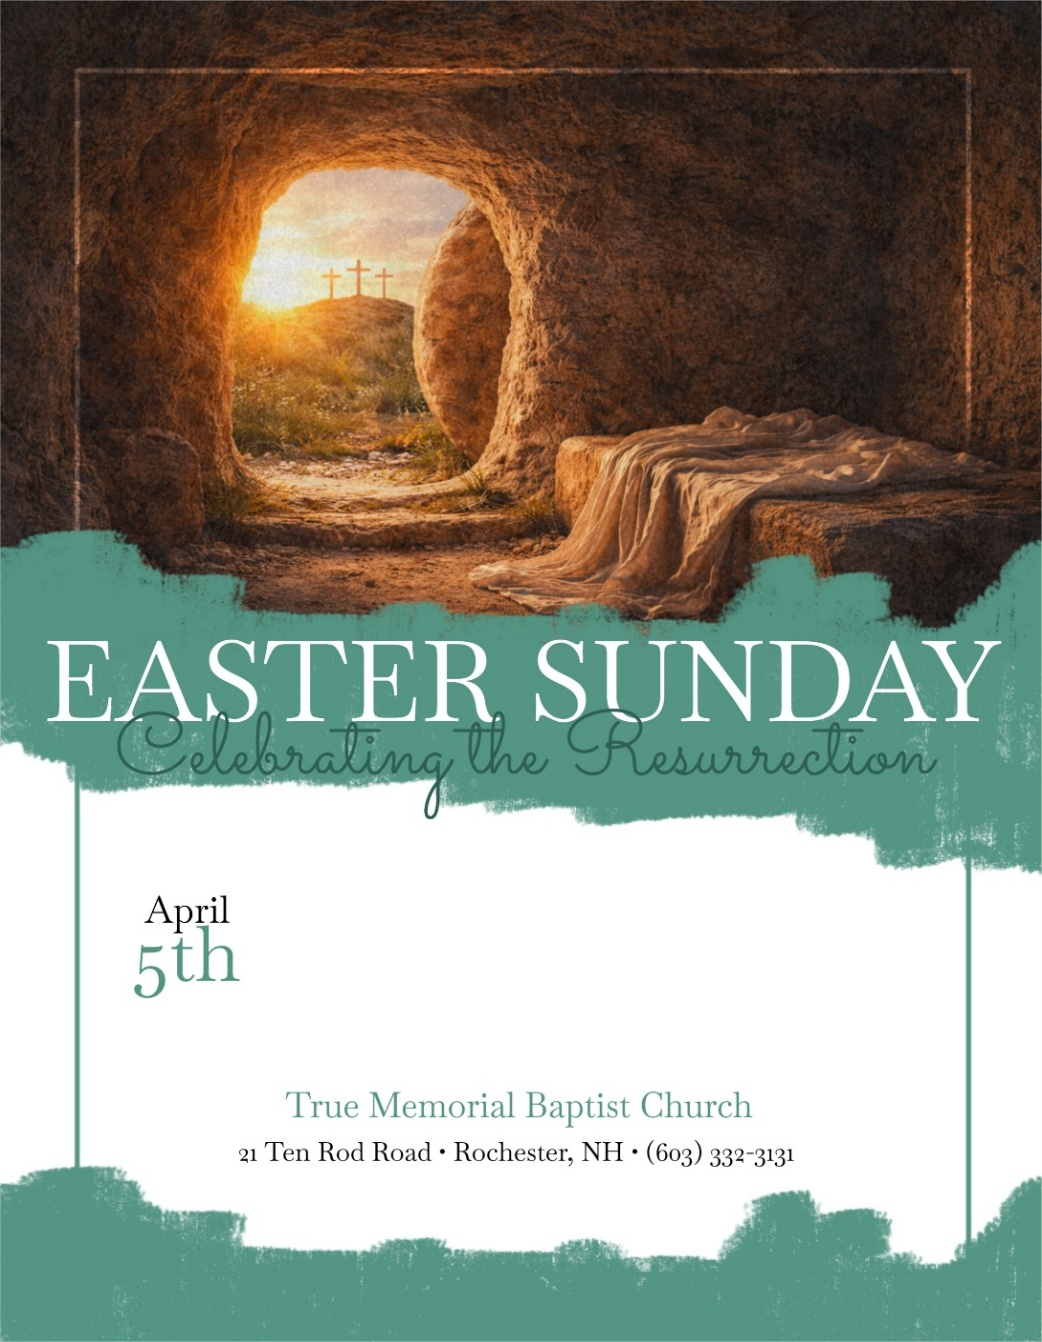 EASTER SUNDAY
Celebrating the Resurrection
April
5th
True Memorial Baptist Church
21 Ten Rod Road • Rochester, NH • (603) 332-3131